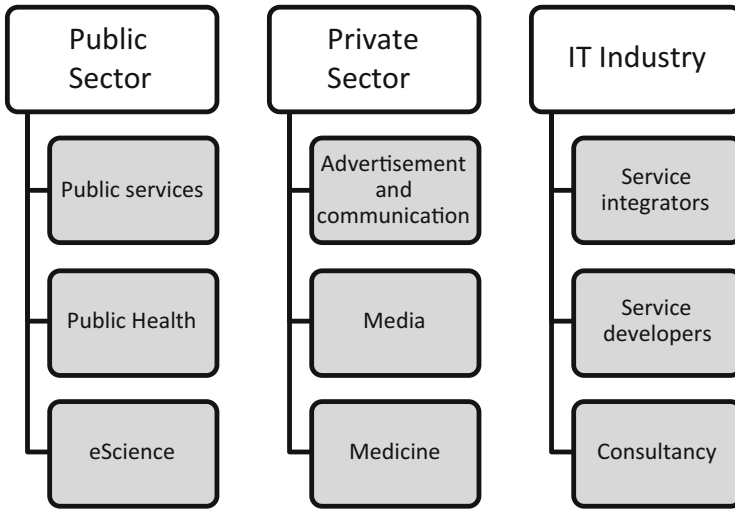 Public
Sector
Public services
Public Health
eScience
Private
Sector
Advertisement
and
communication
Media
Medicine
IT Industry
Service
integrators
Service
developers
Consultancy